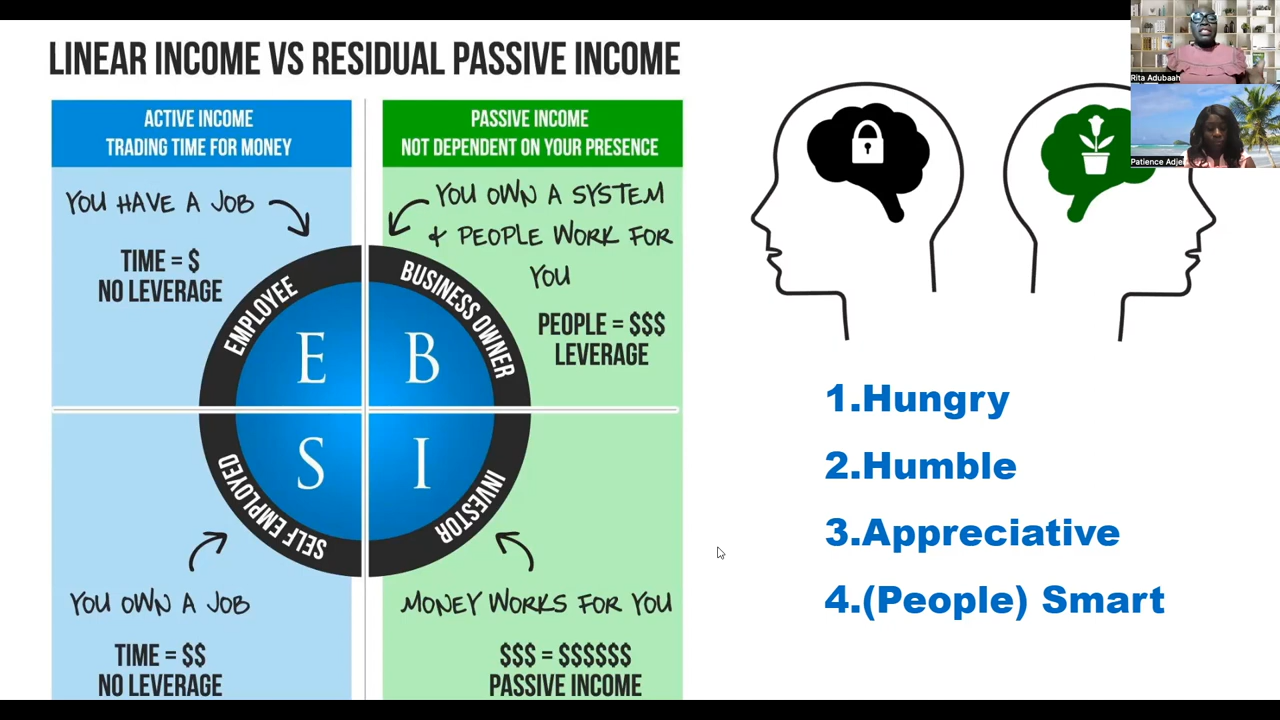 LINEAR INCOME VS RESIDUAL PASSIVE INCOME
ACTIVE INCOME
TRADING TIME FOR MONEY
YOU HAVE A JOB
TIME = $
NO LEVERAGE
PASSIVE INCOME
NOT DEPENDENT ON YOUR PRESENCE
YOU OWN A SYSTEM
+ PEOPLE WORK FOR
YOU
PEOPLE = $$$
LEVERAGE
EMPLOYEE
BUSINESS OWNER
E
B
S
I
SELF EMPLOYED
INVESTOR
YOU OWN A JOB
TIME = $$
NO LEVERAGE
MONEY WORKS FOR YOU
$$$ = $$$$$$
PASSIVE INCOME
1.Hungry
2.Humble
3.Appreciative
4.(People) Smart
Rita Adubaah
Patience Adje